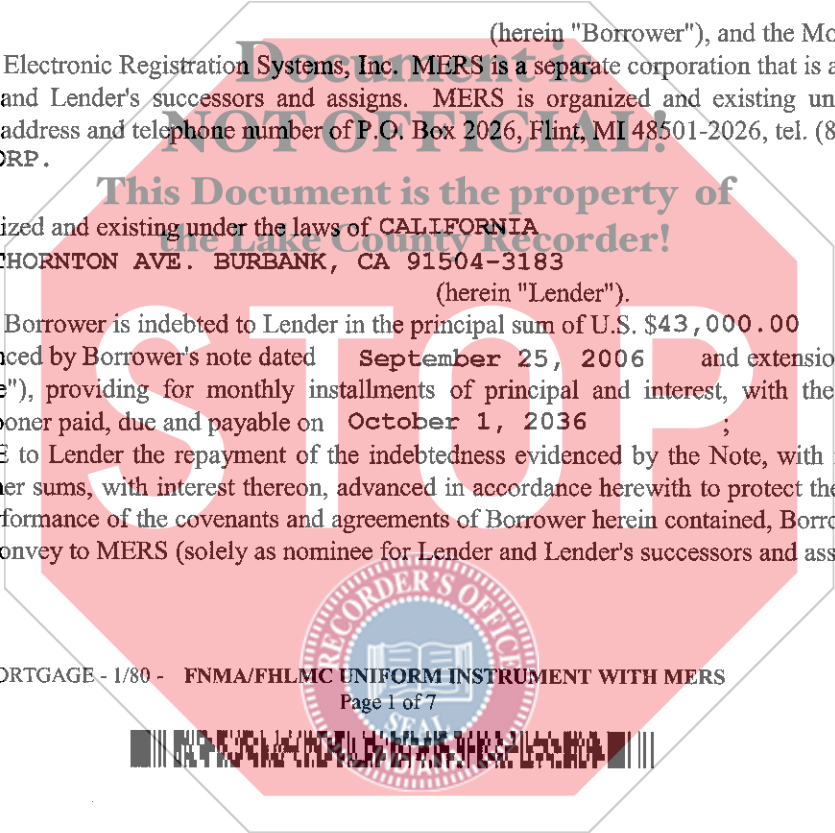 (herein "Borrower"), and the Mo
Document is
Electronic Registration Systems, Inc. MERS is a separate corporation that is a
and Lender's successors and assigns. MERS is organized and existing un
NOT OFFICIAL!
address and telephone number of P.O. Box 2026, Flint, MI 48501-2026, tel. (8
ORP.
This Document is the property of
ized and existing under the laws of CALIFORNIA
the Lake County Recorder!
THORNTON AVE. BURBANK, CA 91504-3183
(herein "Lender").
STOP
Borrower is indebted to Lender in the principal sum of U.S. $43,000.00
nced by Borrower's note dated September 25, 2006 and extensio
e"), providing for monthly installments of principal and interest, with the
ooner paid, due and payable on October 1, 2036 ;
E to Lender the repayment of the indebtedness evidenced by the Note, with
her sums, with interest thereon, advanced in accordance herewith to protect the
formance of the covenants and agreements of Borrower herein contained, Borro
onvey to MERS (solely as nominee for Lender and Lender's successors and ass
RECORDER'S OFFICE
SEAL
INDIANA
ORTGAGE - 1/80 - FNMA/FHLMC UNIFORM INSTRUMENT WITH MERS
Page 1 of 7